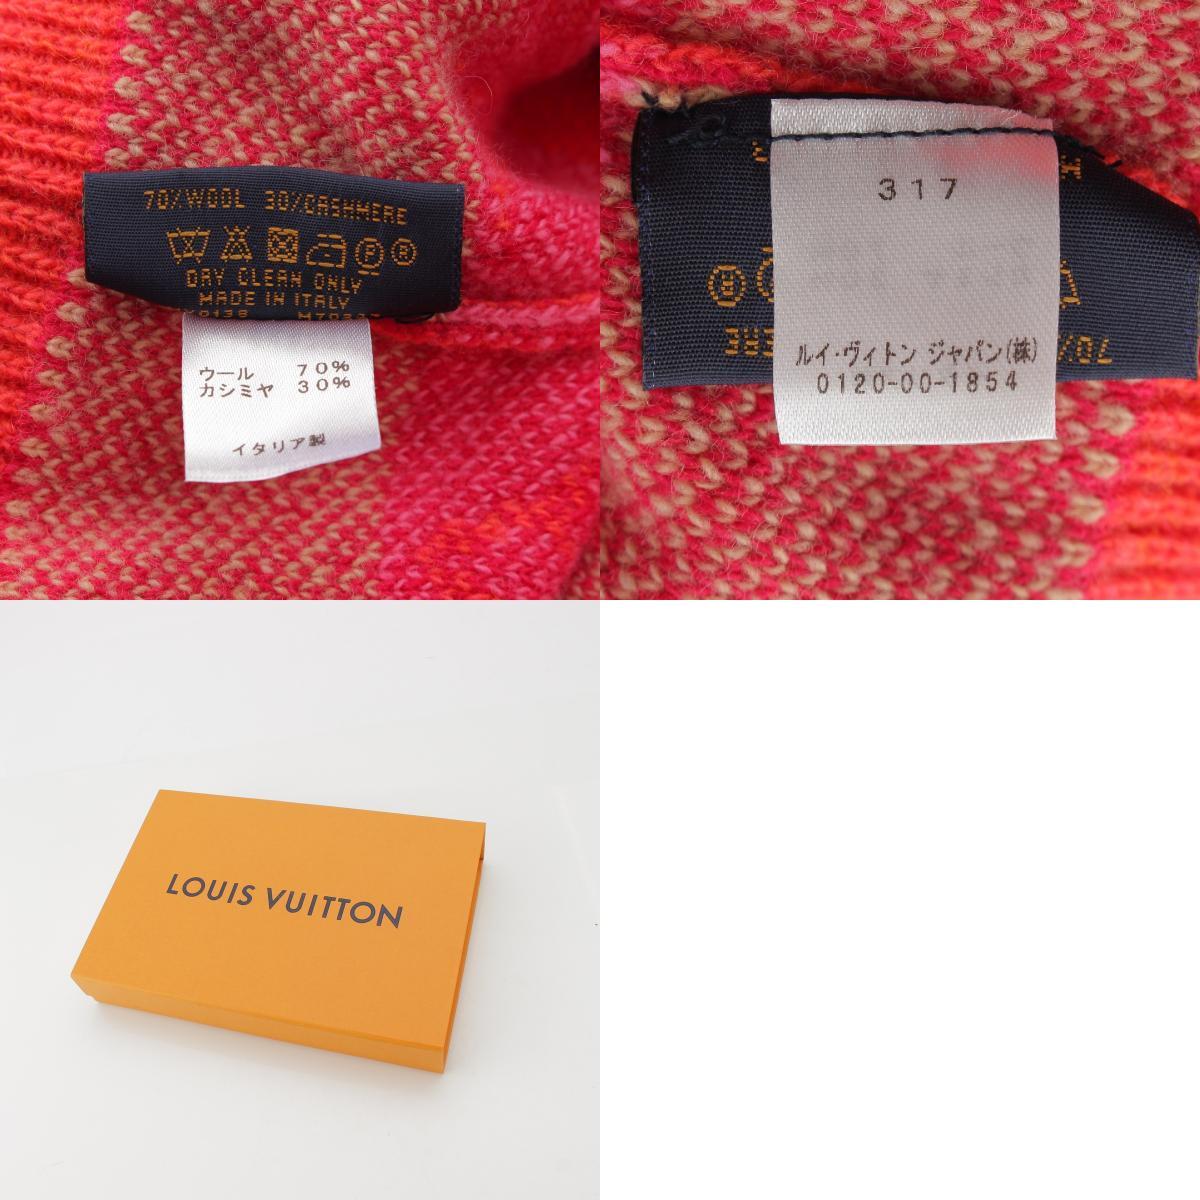 70%WOOL 30%CASHMERE
DRY CLEAN ONLY
MADE IN ITALY
ウール 70%
カシミヤ 30%
イタリア製
317
ルイ・ヴィトン ジャパン(株)
0120-00-1854
LOUIS VUITTON